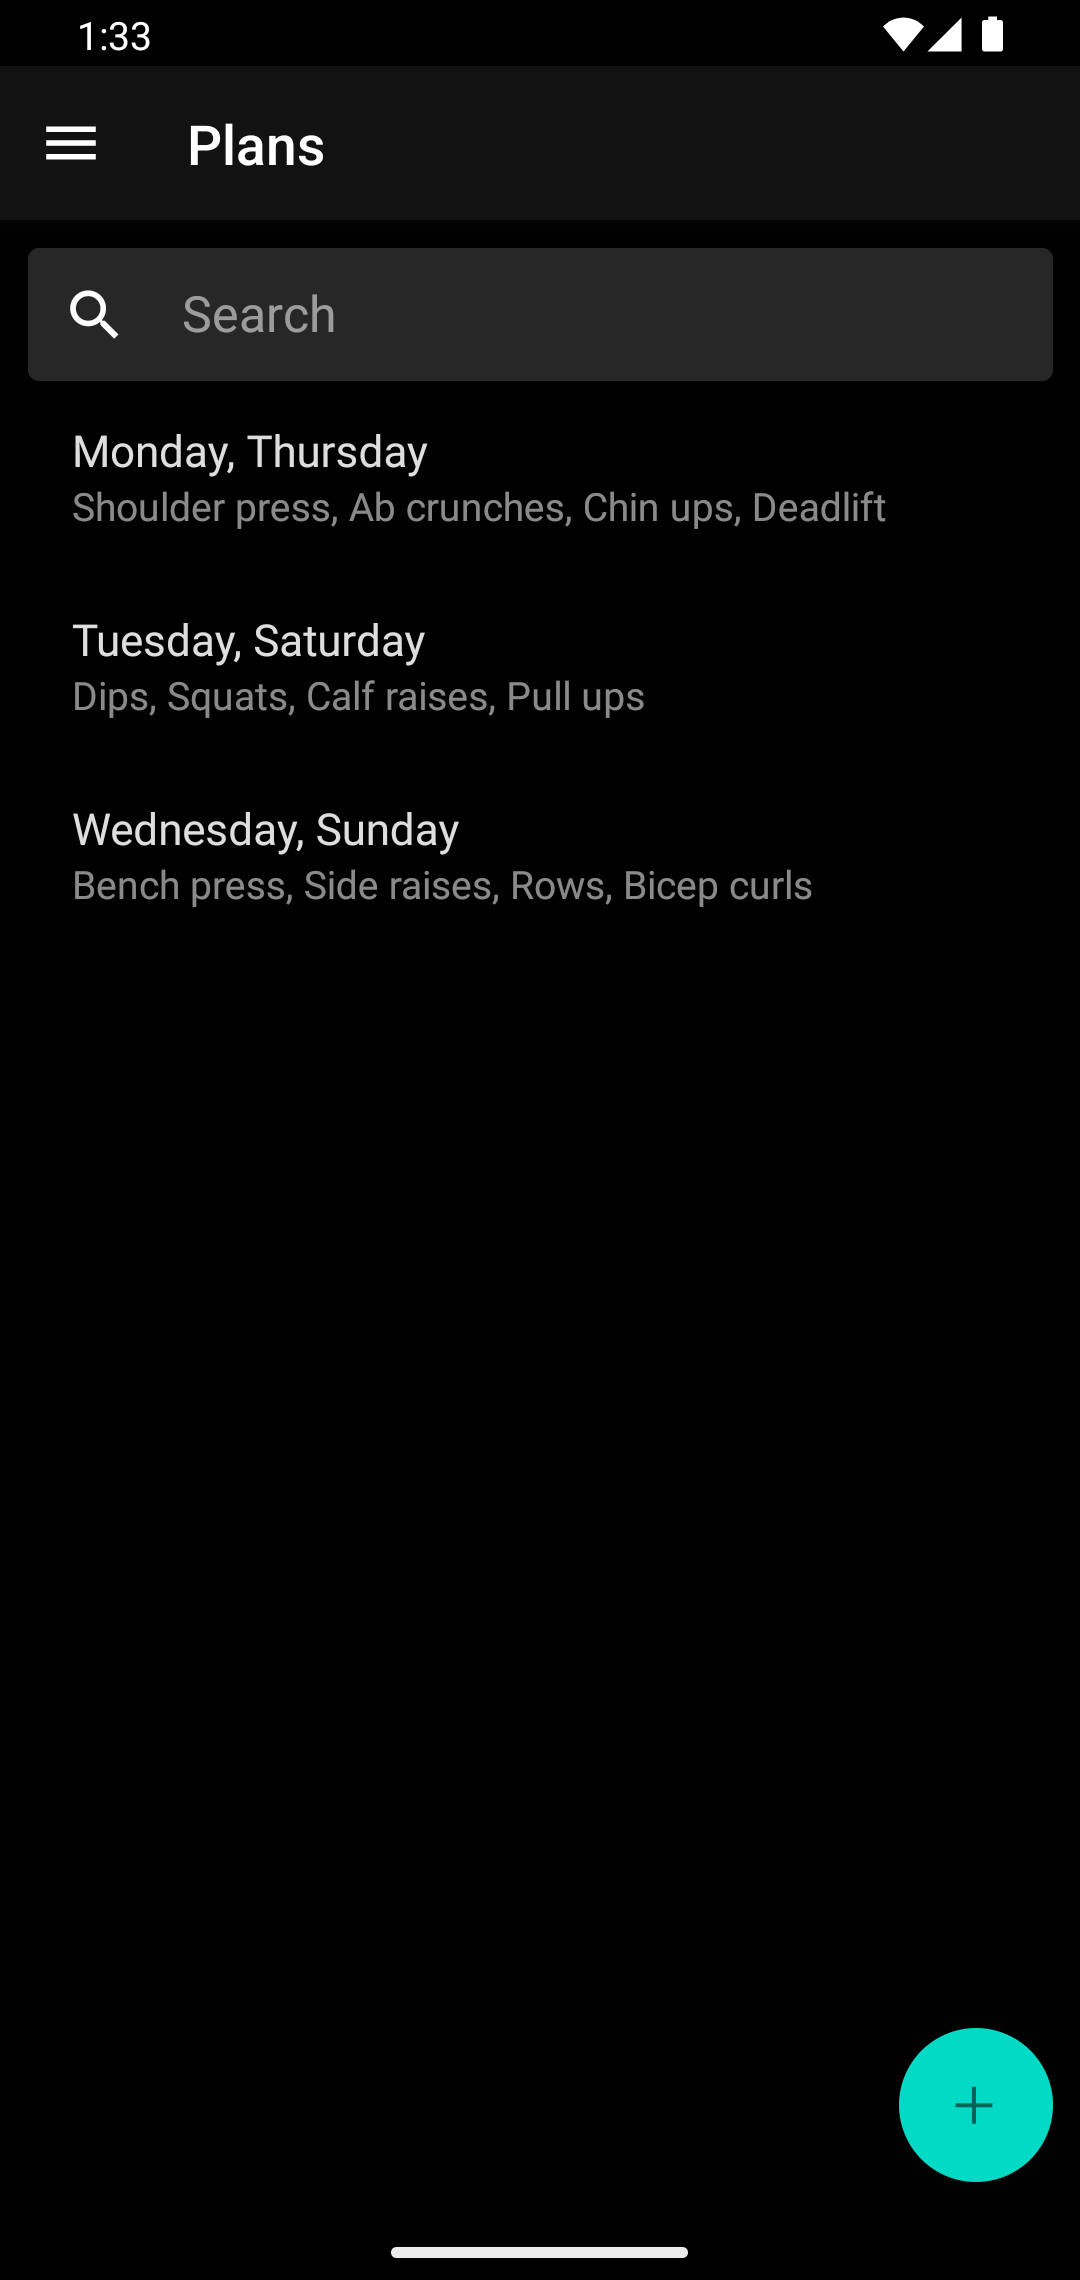 1:33
Plans
Search
Monday, Thursday
Shoulder press, Ab crunches, Chin ups, Deadlift
Tuesday, Saturday
Dips, Squats, Calf raises, Pull ups
Wednesday, Sunday
Bench press, Side raises, Rows, Bicep curls